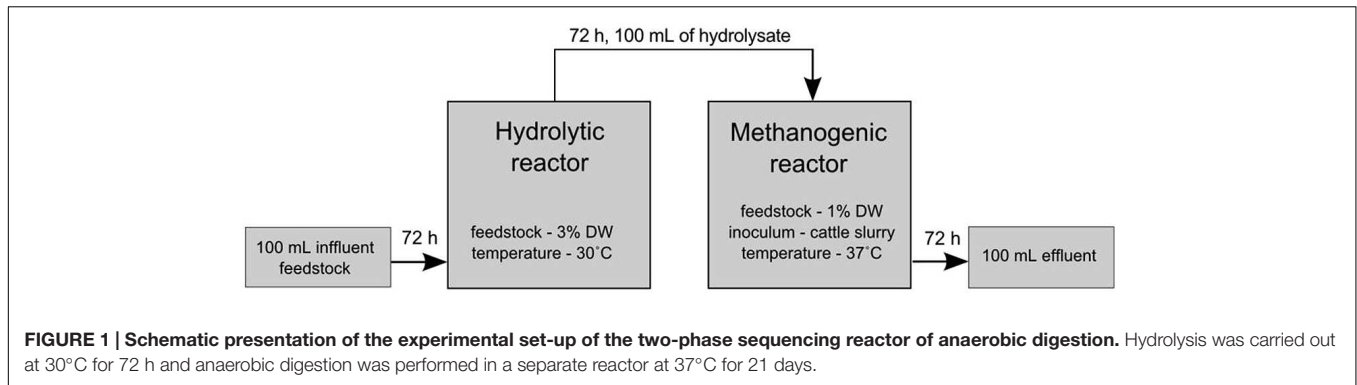 72 h, 100 mL of hydrolysate
Hydrolytic
reactor
feedstock - 3% DW
temperature - 30°C
Methanogenic
reactor
feedstock - 1% DW
inoculum - cattle slurry
temperature - 37°C
100 mL inffluent
feedstock
72 h
72 h
100 mL effluent
FIGURE 1 | Schematic presentation of the experimental set-up of the two-phase sequencing reactor of anaerobic digestion. Hydrolysis was carried out
at 30°C for 72 h and anaerobic digestion was performed in a separate reactor at 37°C for 21 days.